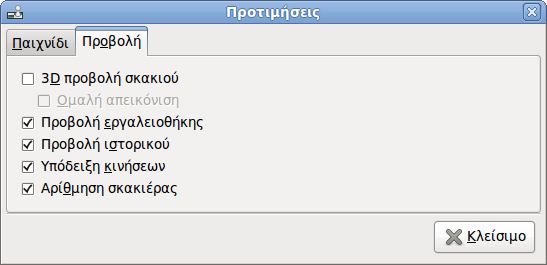 Προτιμήσεις
Παιχνίδι
Προβολή
3D προβολή σκακιού
Ομαλή απεικόνιση
Προβολή εργαλειοθήκης
Προβολή ιστορικού
Υπόδειξη κινήσεων
Αρίθμηση σκακιέρας
Κλείσιμο